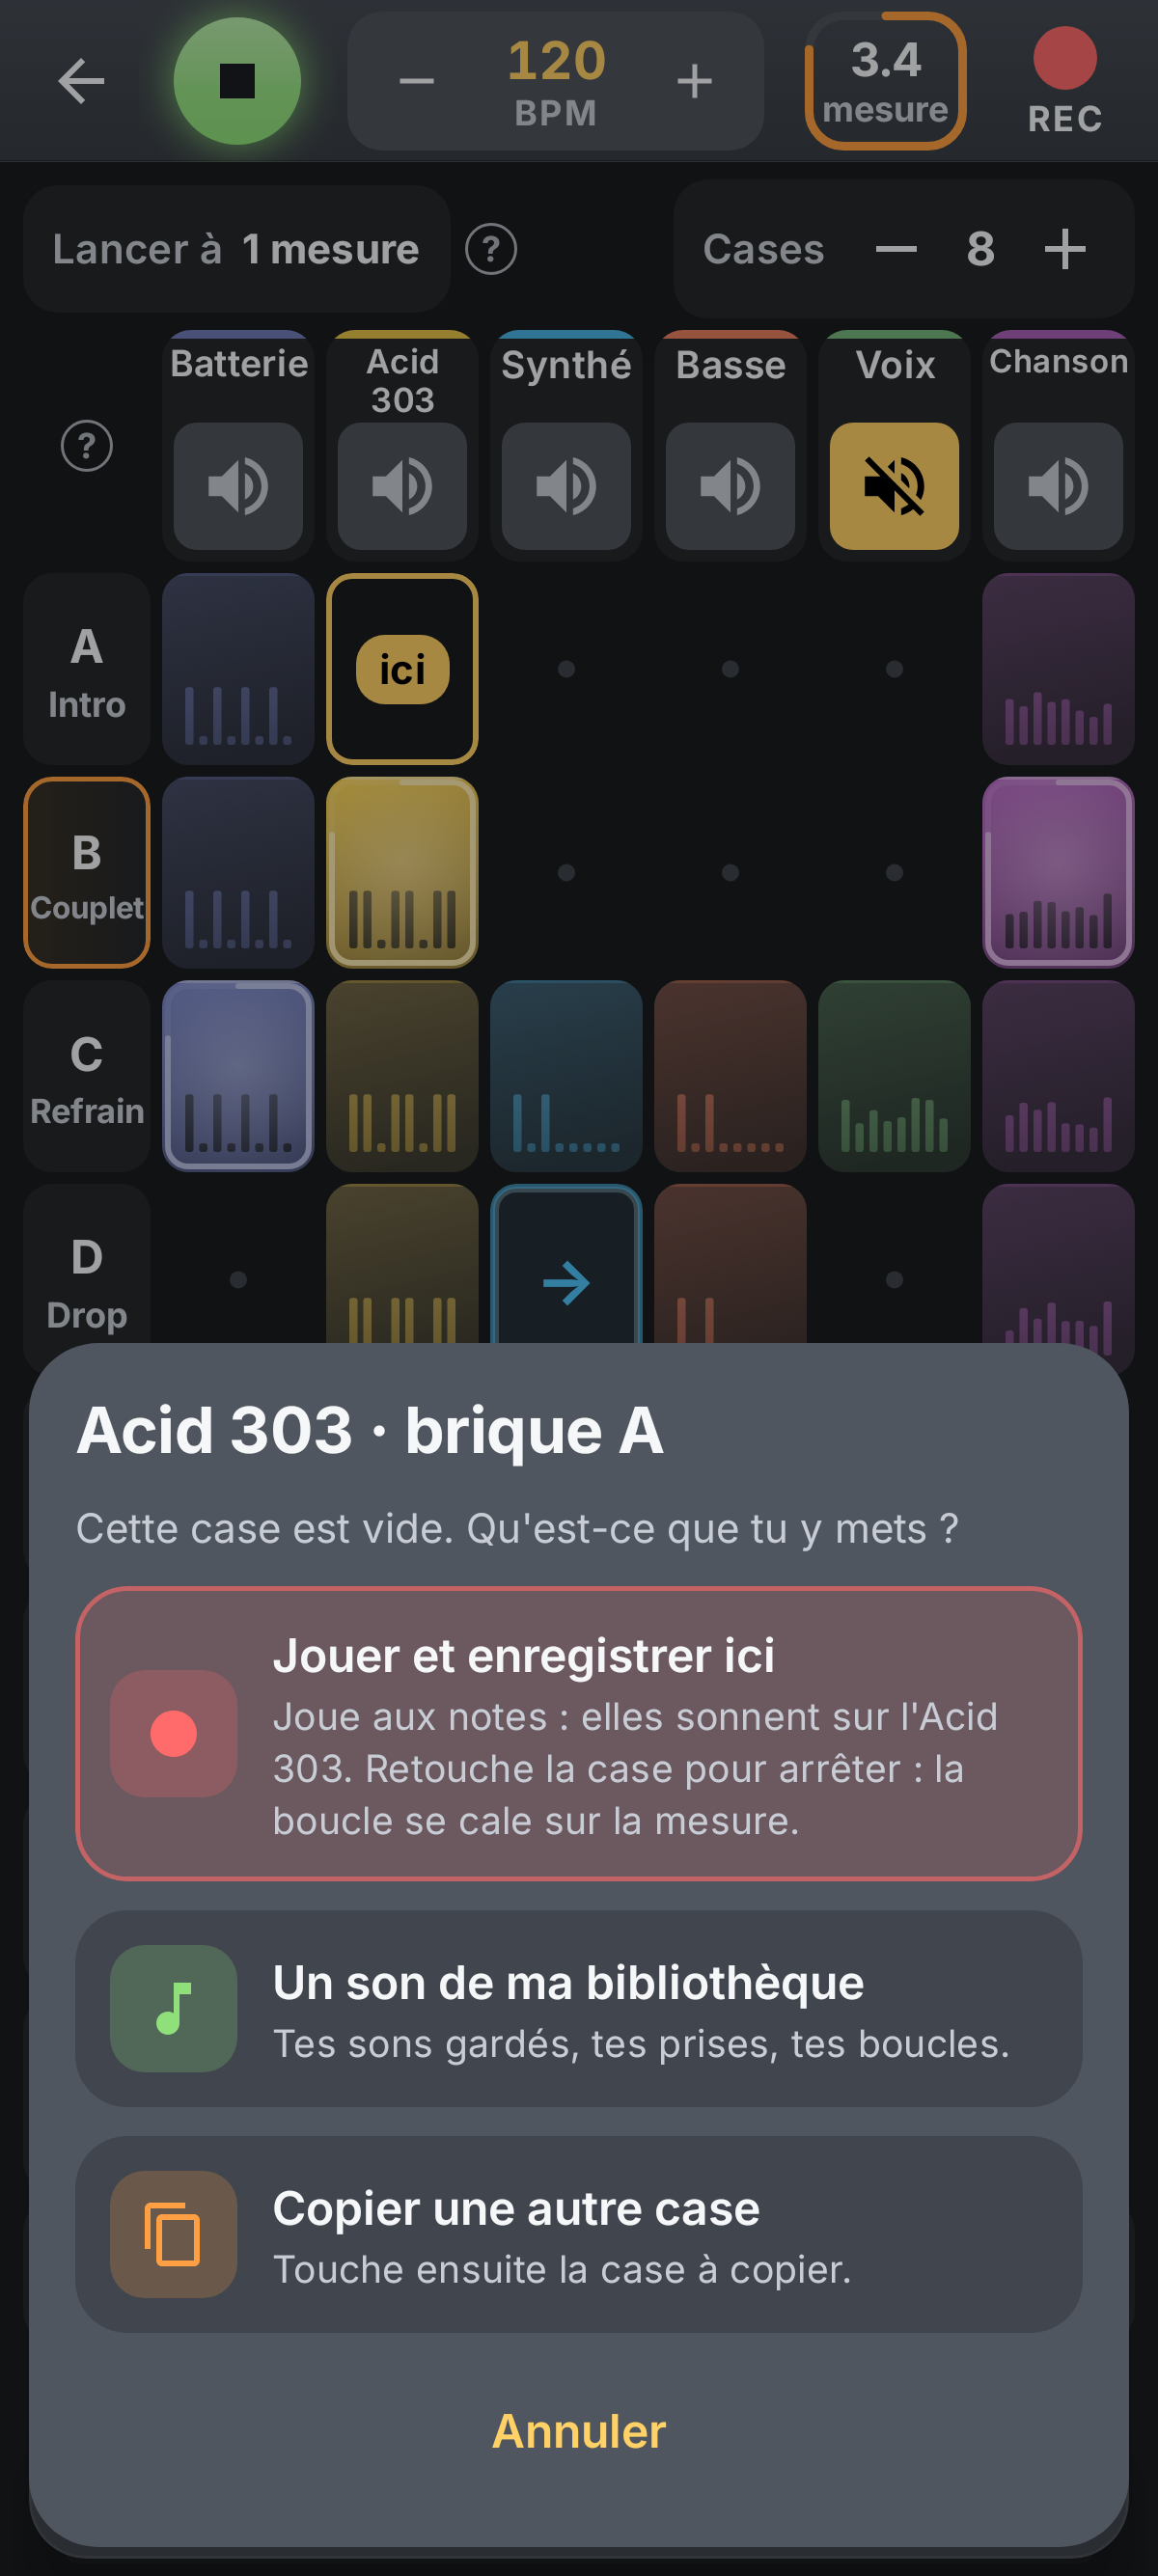 120
BPM
3.4
mesure
REC
Lancer à 1 mesure ?
Cases 8
Batterie Acid 303 Synthé Basse Voix Chanson
?
A
Intro
ici
B
Couplet
C
Refrain
D
Drop
Acid 303 · brique A
Cette case est vide. Qu'est-ce que tu y mets ?
Jouer et enregistrer ici
Joue aux notes : elles sonnent sur l'Acid
303. Retouche la case pour arrêter : la
boucle se cale sur la mesure.
Un son de ma bibliothèque
Tes sons gardés, tes prises, tes boucles.
Copier une autre case
Touche ensuite la case à copier.
Annuler